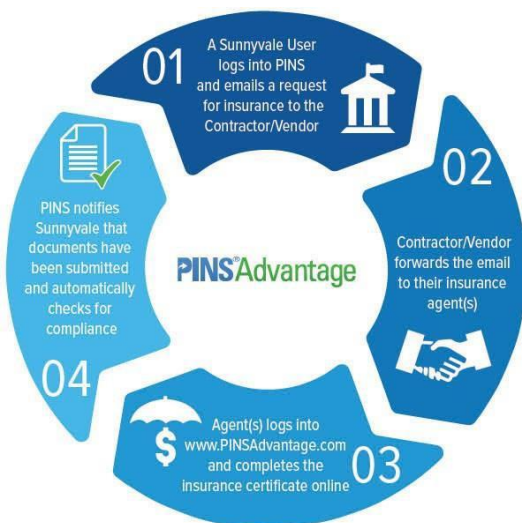 01
A Sunnyvale User
logs into PINS
and emails a request
for insurance to the
Contractor/Vendor
02
Contractor/Vendor
forwards the email
to their insurance
agent(s)
Agent(s) logs into
www.PINSAdvantage.com
and completes the
insurance certificate online
03
$
PINS notifies
Sunnyvale that
documents have
been submitted
and automatically
checks for
compliance
04
PINS®Advantage